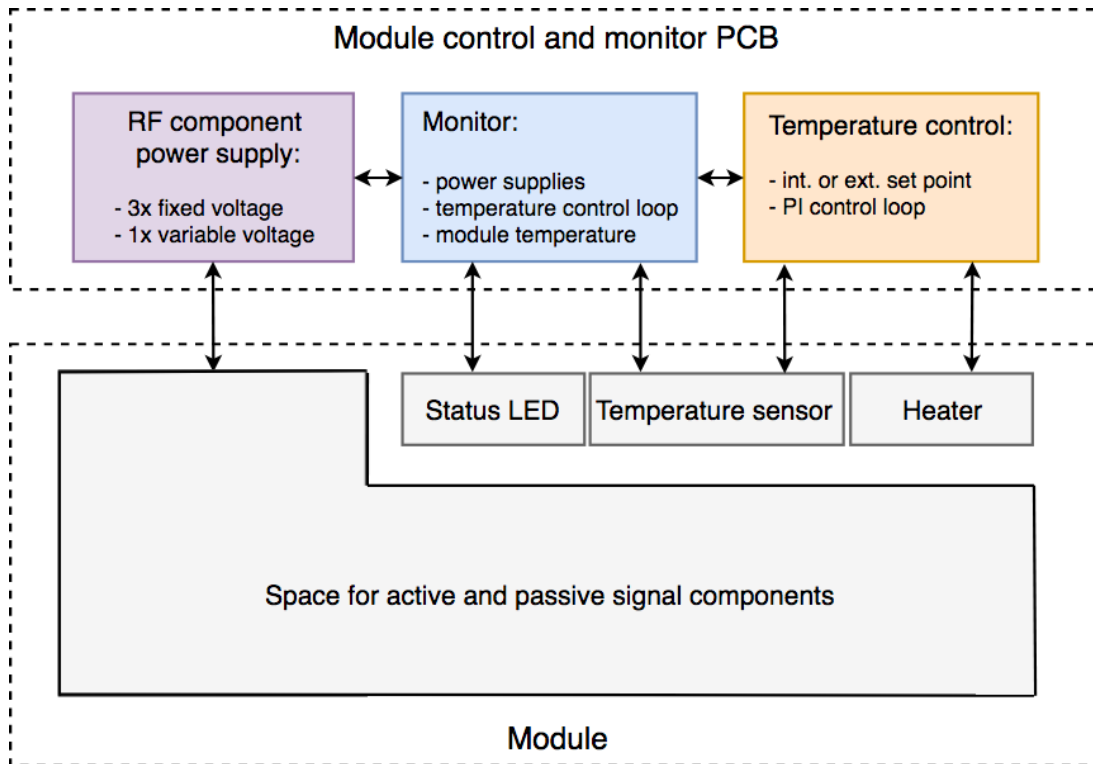 Module control and monitor PCB
RF component
power supply:
- 3x fixed voltage
- 1x variable voltage
Monitor:
- power supplies
- temperature control loop
- module temperature
Temperature control:
- int. or ext. set point
- PI control loop
Status LED
Temperature sensor
Heater
Space for active and passive signal components
Module